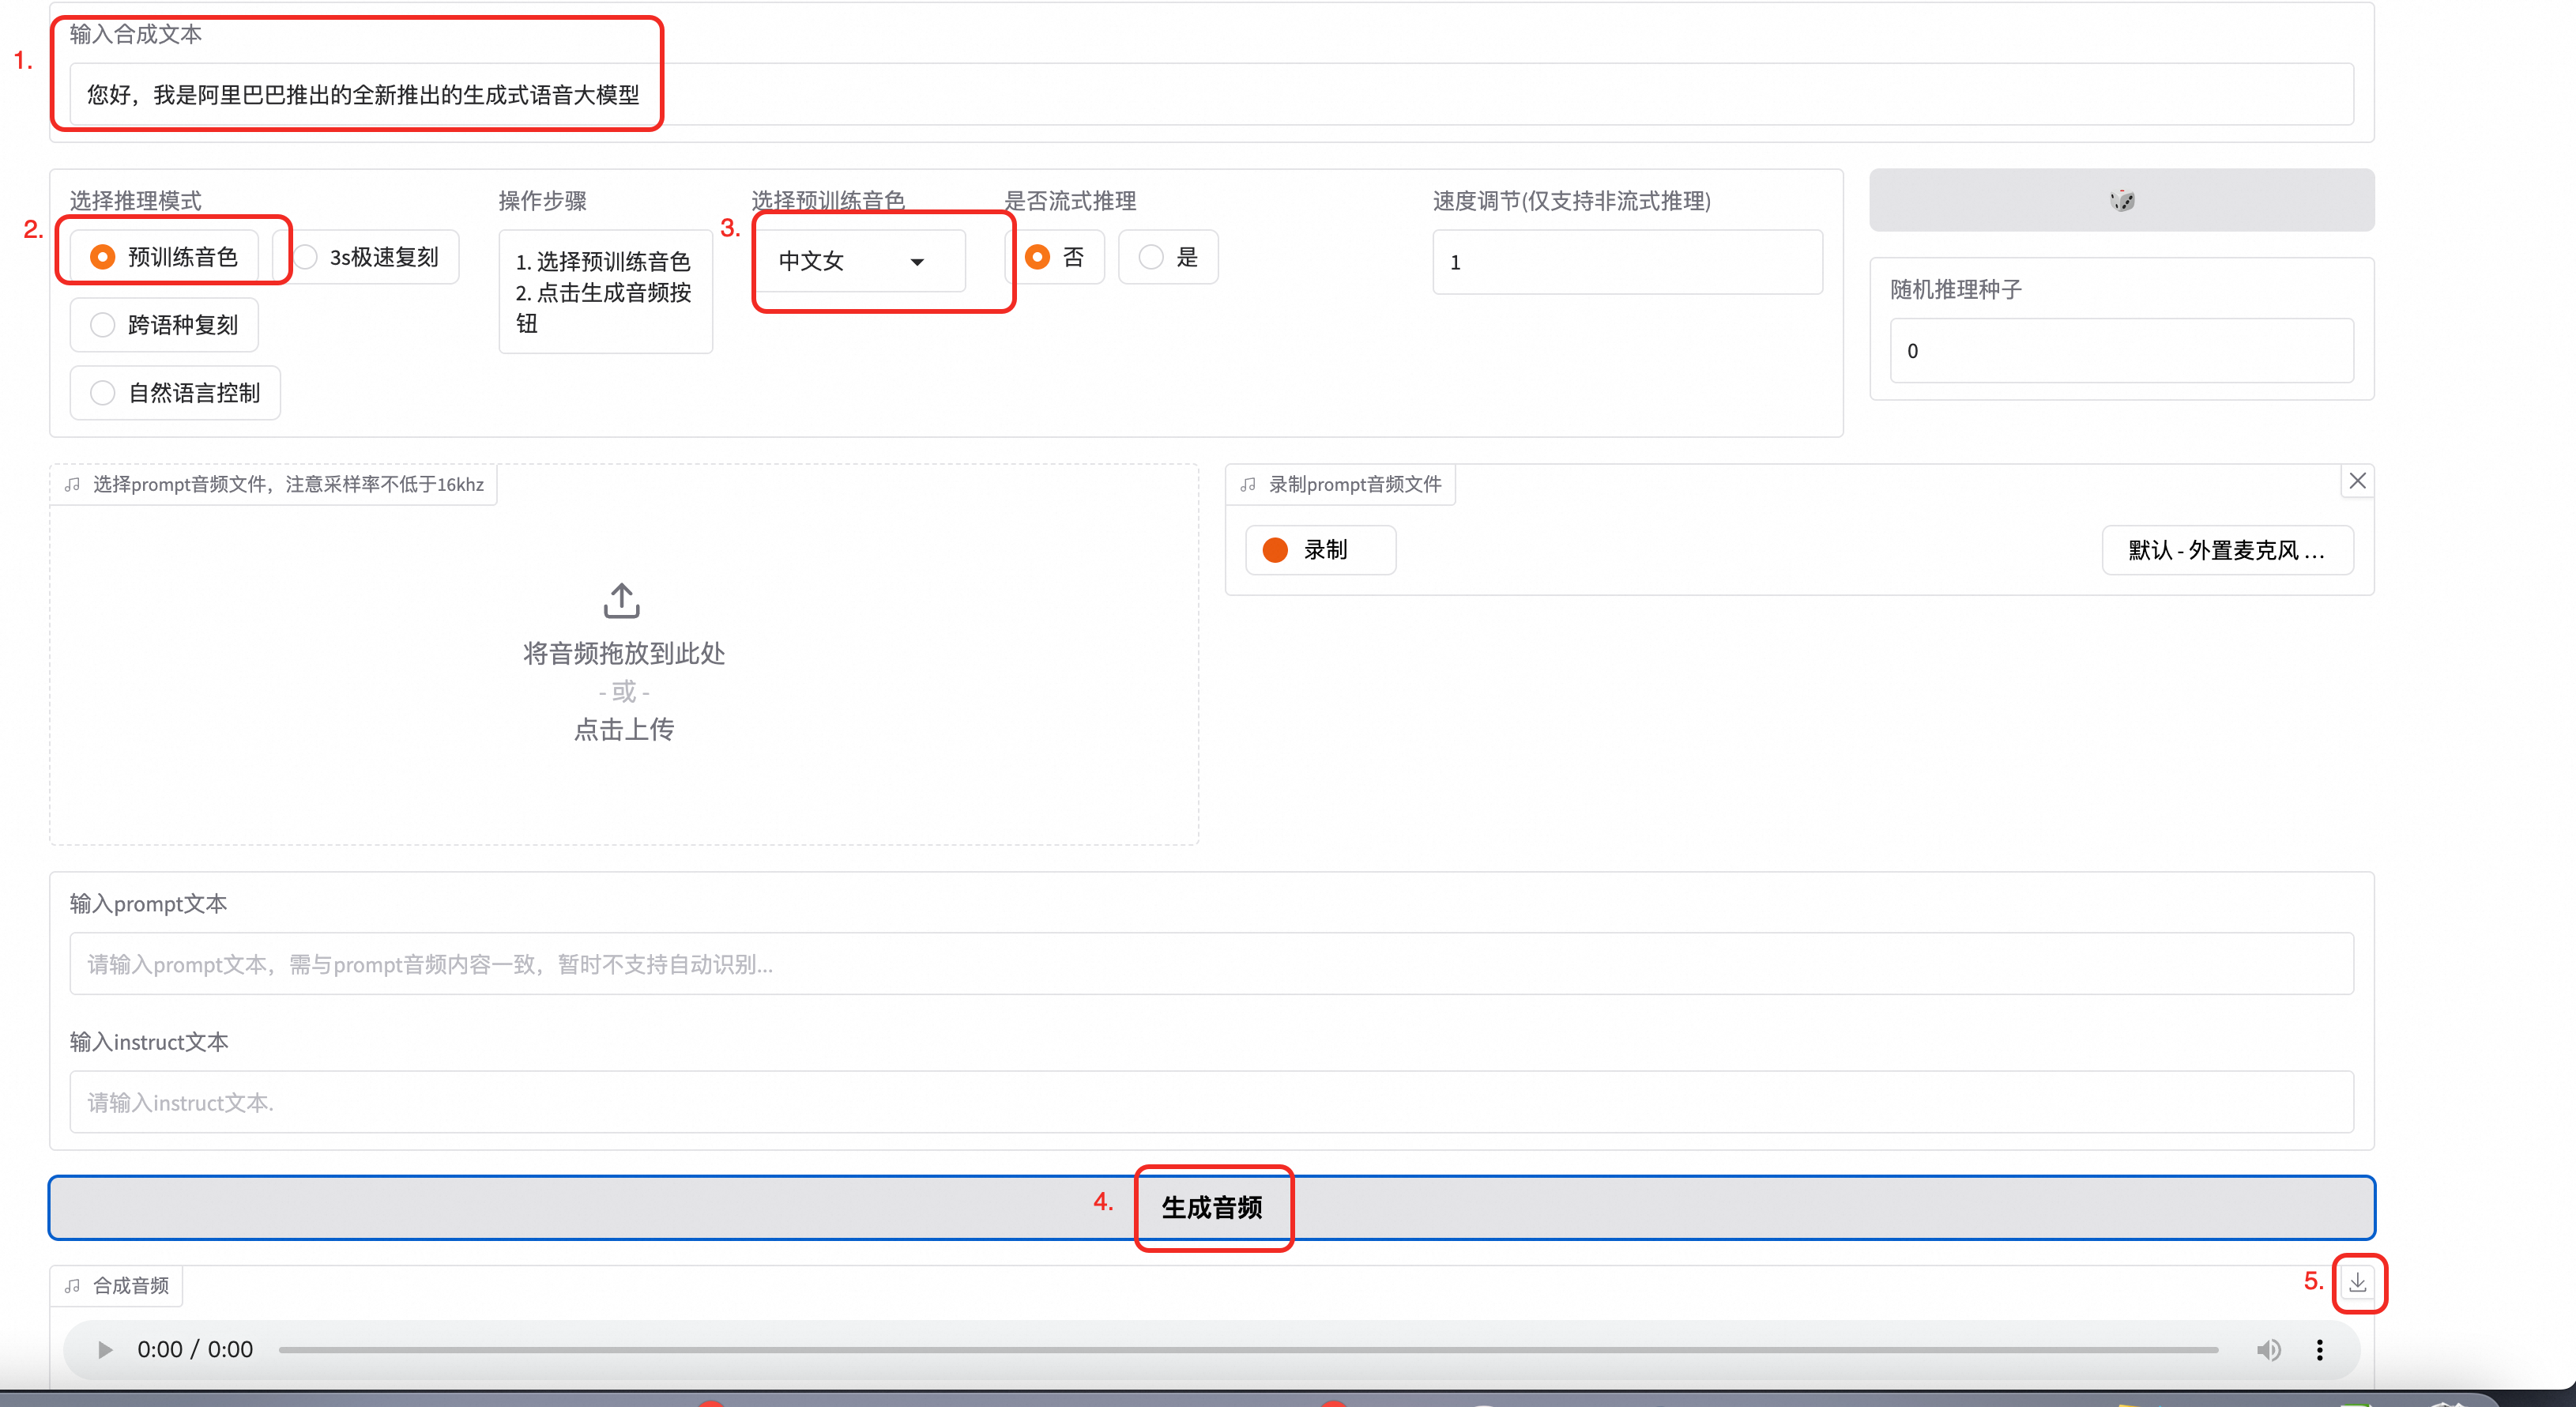 输入合成文本
1.
您好，我是阿里巴巴推出的全新推出的生成式语音大模型
选择推理模式
操作步骤
选择预训练音色
是否流式推理
速度调节(仅支持非流式推理)
2.
预训练音色
3s极速复刻
跨语种复刻
自然语言控制
1. 选择预训练音色
2. 点击生成音频按
钮
3.
中文女
否
是
1
随机推理种子
0
选择prompt音频文件，注意采样率不低于16khz
录制prompt音频文件
录制
默认 - 外置麦克风 ...
将音频拖放到此处
- 或 -
点击上传
输入prompt文本
请输入prompt文本，需与prompt音频内容一致，暂时不支持自动识别...
输入instruct文本
请输入instruct文本.
4.
生成音频
合成音频
5.
0:00 / 0:00